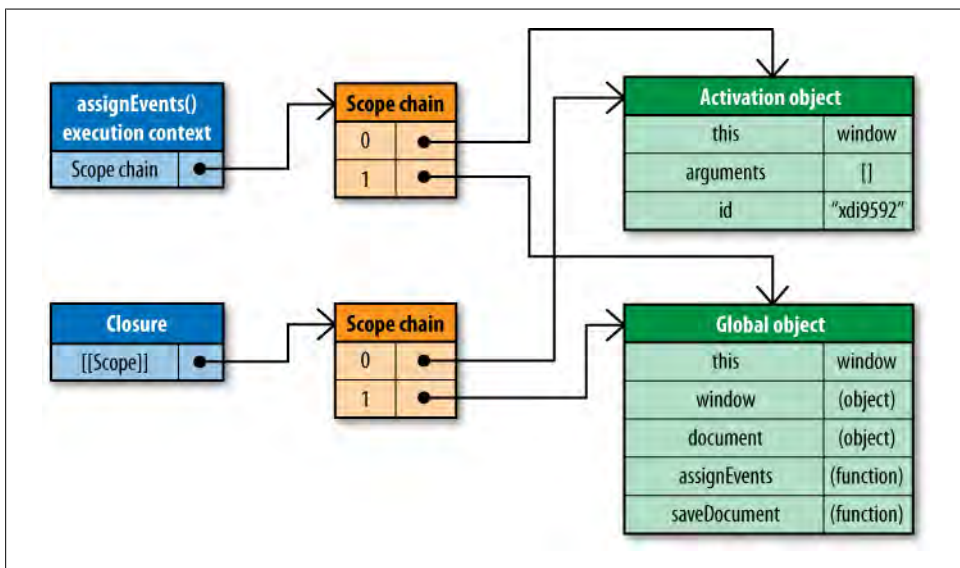 assignEvents()
execution context
Scope chain
Scope chain
0
1
Activation object
this window
arguments []
id “xdi9592”
Closure
[[Scope]]
Scope chain
0
1
Global object
this window
window (object)
document (object)
assignEvents (function)
saveDocument (function)